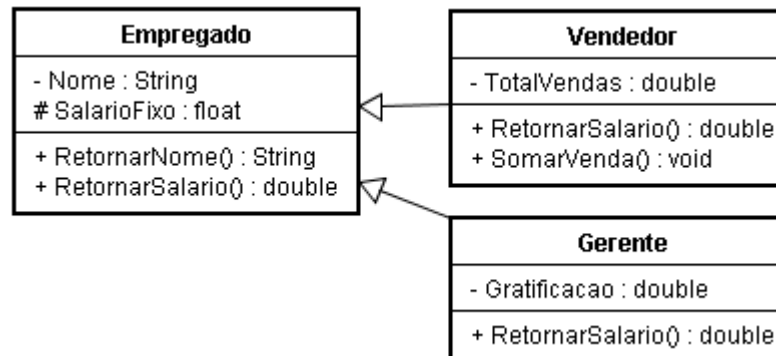 Empregado
- Nome : String
# SalarioFixo : float
+ RetornarNome() : String
+ RetornarSalario() : double
Vendedor
- TotalVendas : double
+ RetornarSalario() : double
+ SomarVenda() : void
Gerente
- Gratificacao : double
+ RetornarSalario() : double